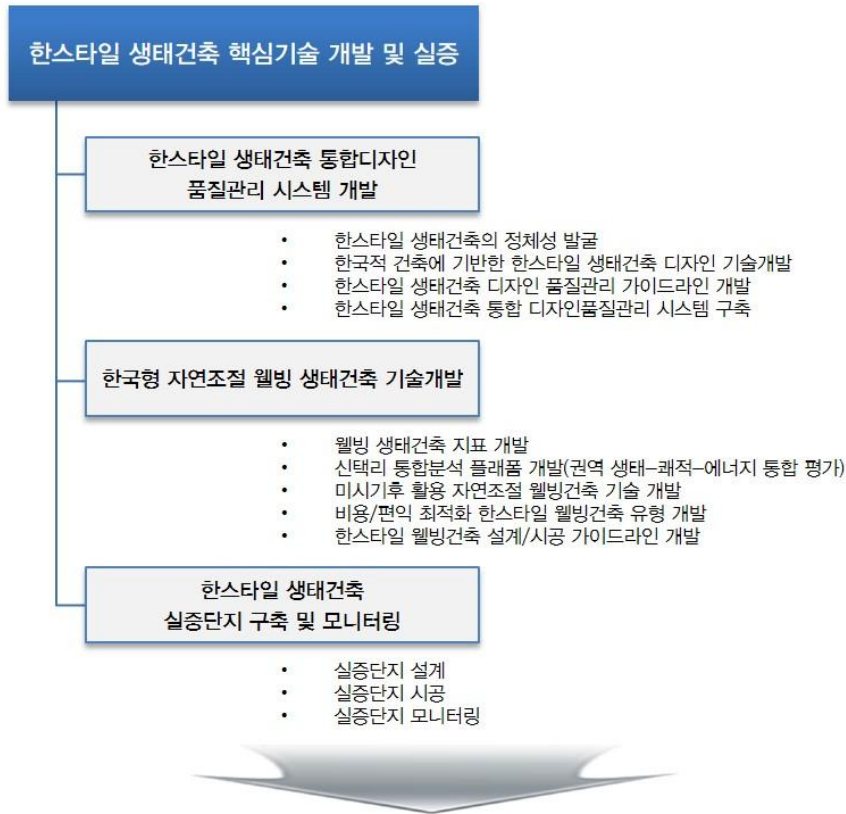 한스타일 생태건축 핵심기술 개발 및 실증
한스타일 생태건축 통합디자인
품질관리 시스템 개발
• 한스타일 생태건축의 정체성 발굴
• 한국적 건축에 기반한 한스타일 생태건축 디자인 기술개발
• 한스타일 생태건축 디자인 품질관리 가이드라인 개발
• 한스타일 생태건축 통합 디자인품질관리 시스템 구축
한국형 자연조절 웰빙 생태건축 기술개발
• 웰빙 생태건축 지표 개발
• 신택리 통합분석 플래폼 개발(권역 생태-쾌적-에너지 통합 평가)
• 미시기후 활용 자연조절 웰빙건축 기술 개발
• 비용/편익 최적화 한스타일 웰빙건축 유형 개발
• 한스타일 웰빙건축 설계/시공 가이드라인 개발
한스타일 생태건축
실증단지 구축 및 모니터링
• 실증단지 설계
• 실증단지 시공
• 실증단지 모니터링